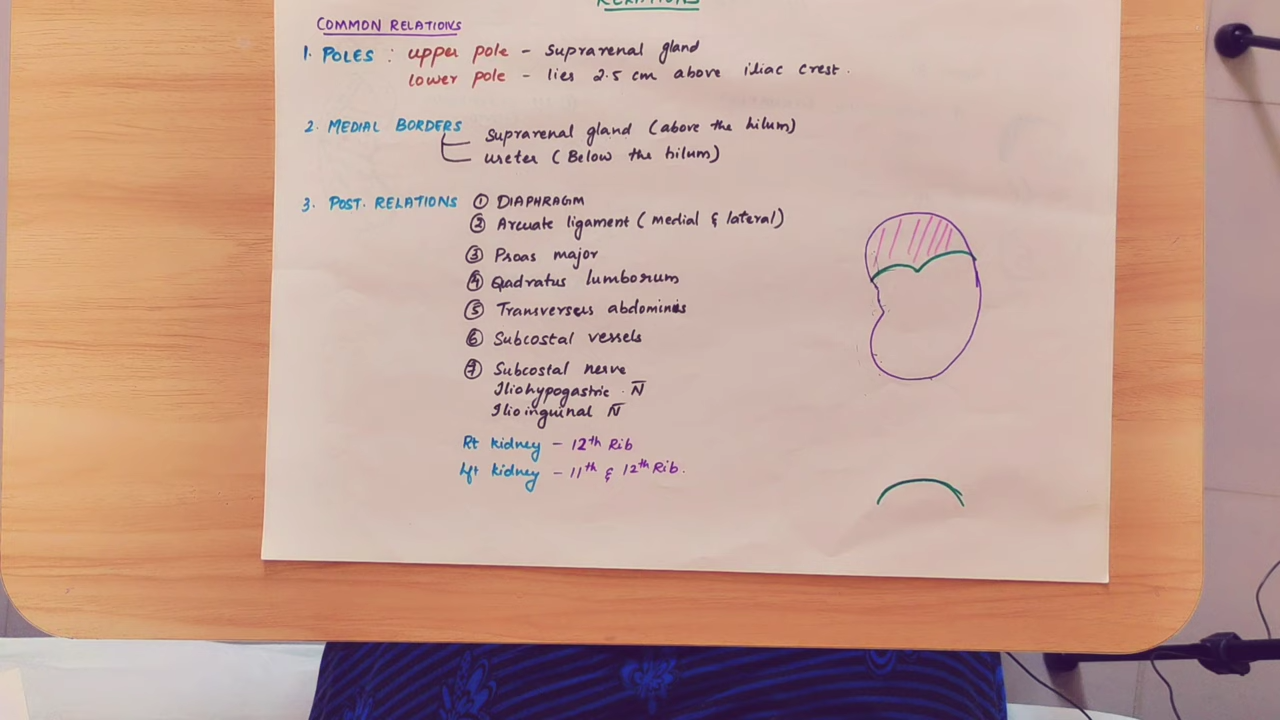 RELATIONS
COMMON RELATIONS
1. POLES : upper pole - suprarenal gland
lower pole - lies 2.5 cm above iliac crest.
2. MEDIAL BORDERS
suprarenal gland (above the hilum)
ureter (Below the hilum)
3. POST. RELATIONS ① DIAPHRAGM
② Arcuate ligament (medial & lateral)
③ Psoas major
④ Qadratus lumborum
⑤ Transversus abdominis
⑥ Subcostal vessels
⑦ Subcostal nerve
Iliohypogastric N
Ilioinguinal N
Rt kidney - 12th Rib
Lft kidney - 11th & 12th Rib.